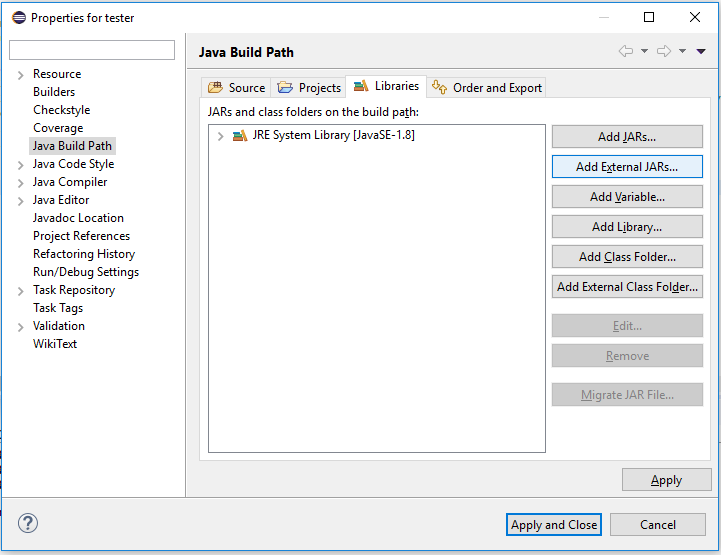 Properties for tester
Java Build Path
Resource
Builders
Checkstyle
Coverage
Java Build Path
Java Code Style
Java Compiler
Java Editor
Javadoc Location
Project References
Refactoring History
Run/Debug Settings
Task Repository
Task Tags
Validation
WikiText
Source Projects Libraries Order and Export
JARs and class folders on the build path:
JRE System Library [JavaSE-1.8]
Add JARs...
Add External JARs...
Add Variable...
Add Library...
Add Class Folder...
Add External Class Folder...
Edit...
Remove
Migrate JAR File...
Apply
?
Apply and Close Cancel